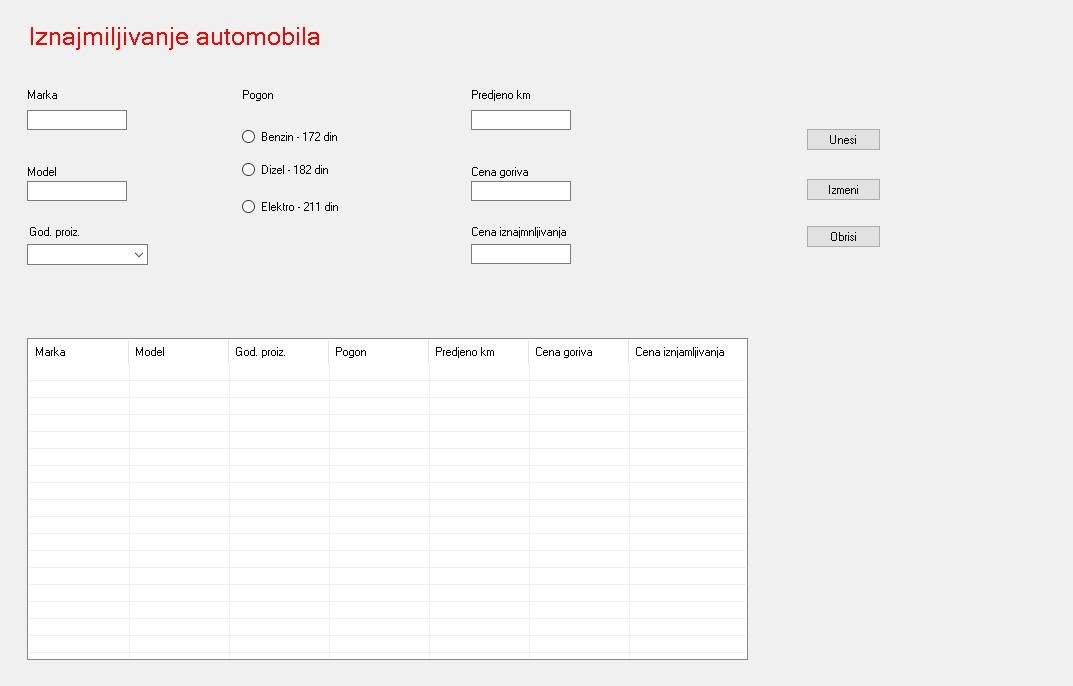 Iznajmiljivanje automobila
Marka
Pogon
Predjeno km
Benzin - 172 din
Unesi
Model
Dizel - 182 din
Cena goriva
Izmeni
Elektro - 211 din
God. proiz.
Cena iznajmnljivanja
Obrisi
Marka Model God. proiz. Pogon Predjeno km Cena goriva Cena iznjamljivanja